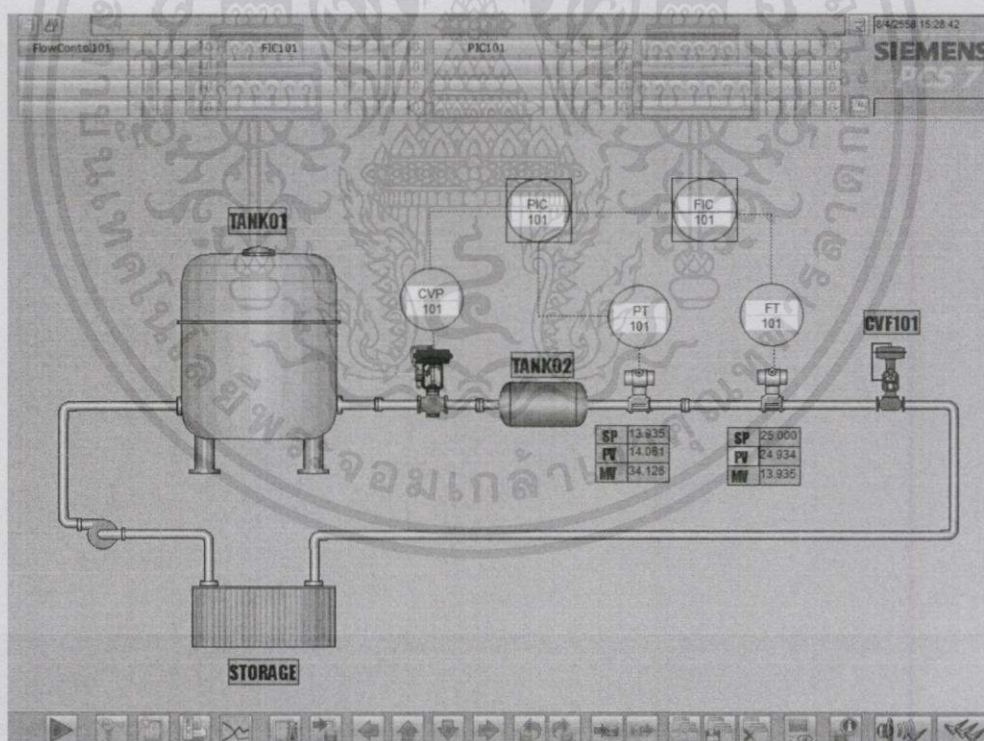 8/4/2558 15:28:42
FlowContol101 FIC101 PIC101
SIEMENS
PCS 7
TANK01
PIC
101
FIC
101
CVP
101
PT
101
FT
101
CVF101
TANK02
SP 13.935
PV 14.061
MV 34.126
SP 25.000
PV 24.934
MV 13.935
STORAGE